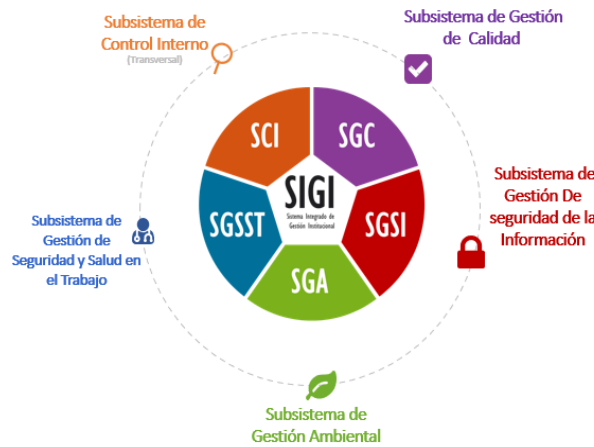 Subsistema de
Control Interno
(Transversal)
Subsistema de Gestión
de Calidad
SCI
SGC
SIGI
Sistema Integrado de
Gestión Institucional
SGSST
SGSI
SGA
Subsistema de
Gestión De
seguridad de la
Información
Subsistema de
Gestión de
Seguridad y Salud en
el Trabajo
Subsistema de
Gestión Ambiental